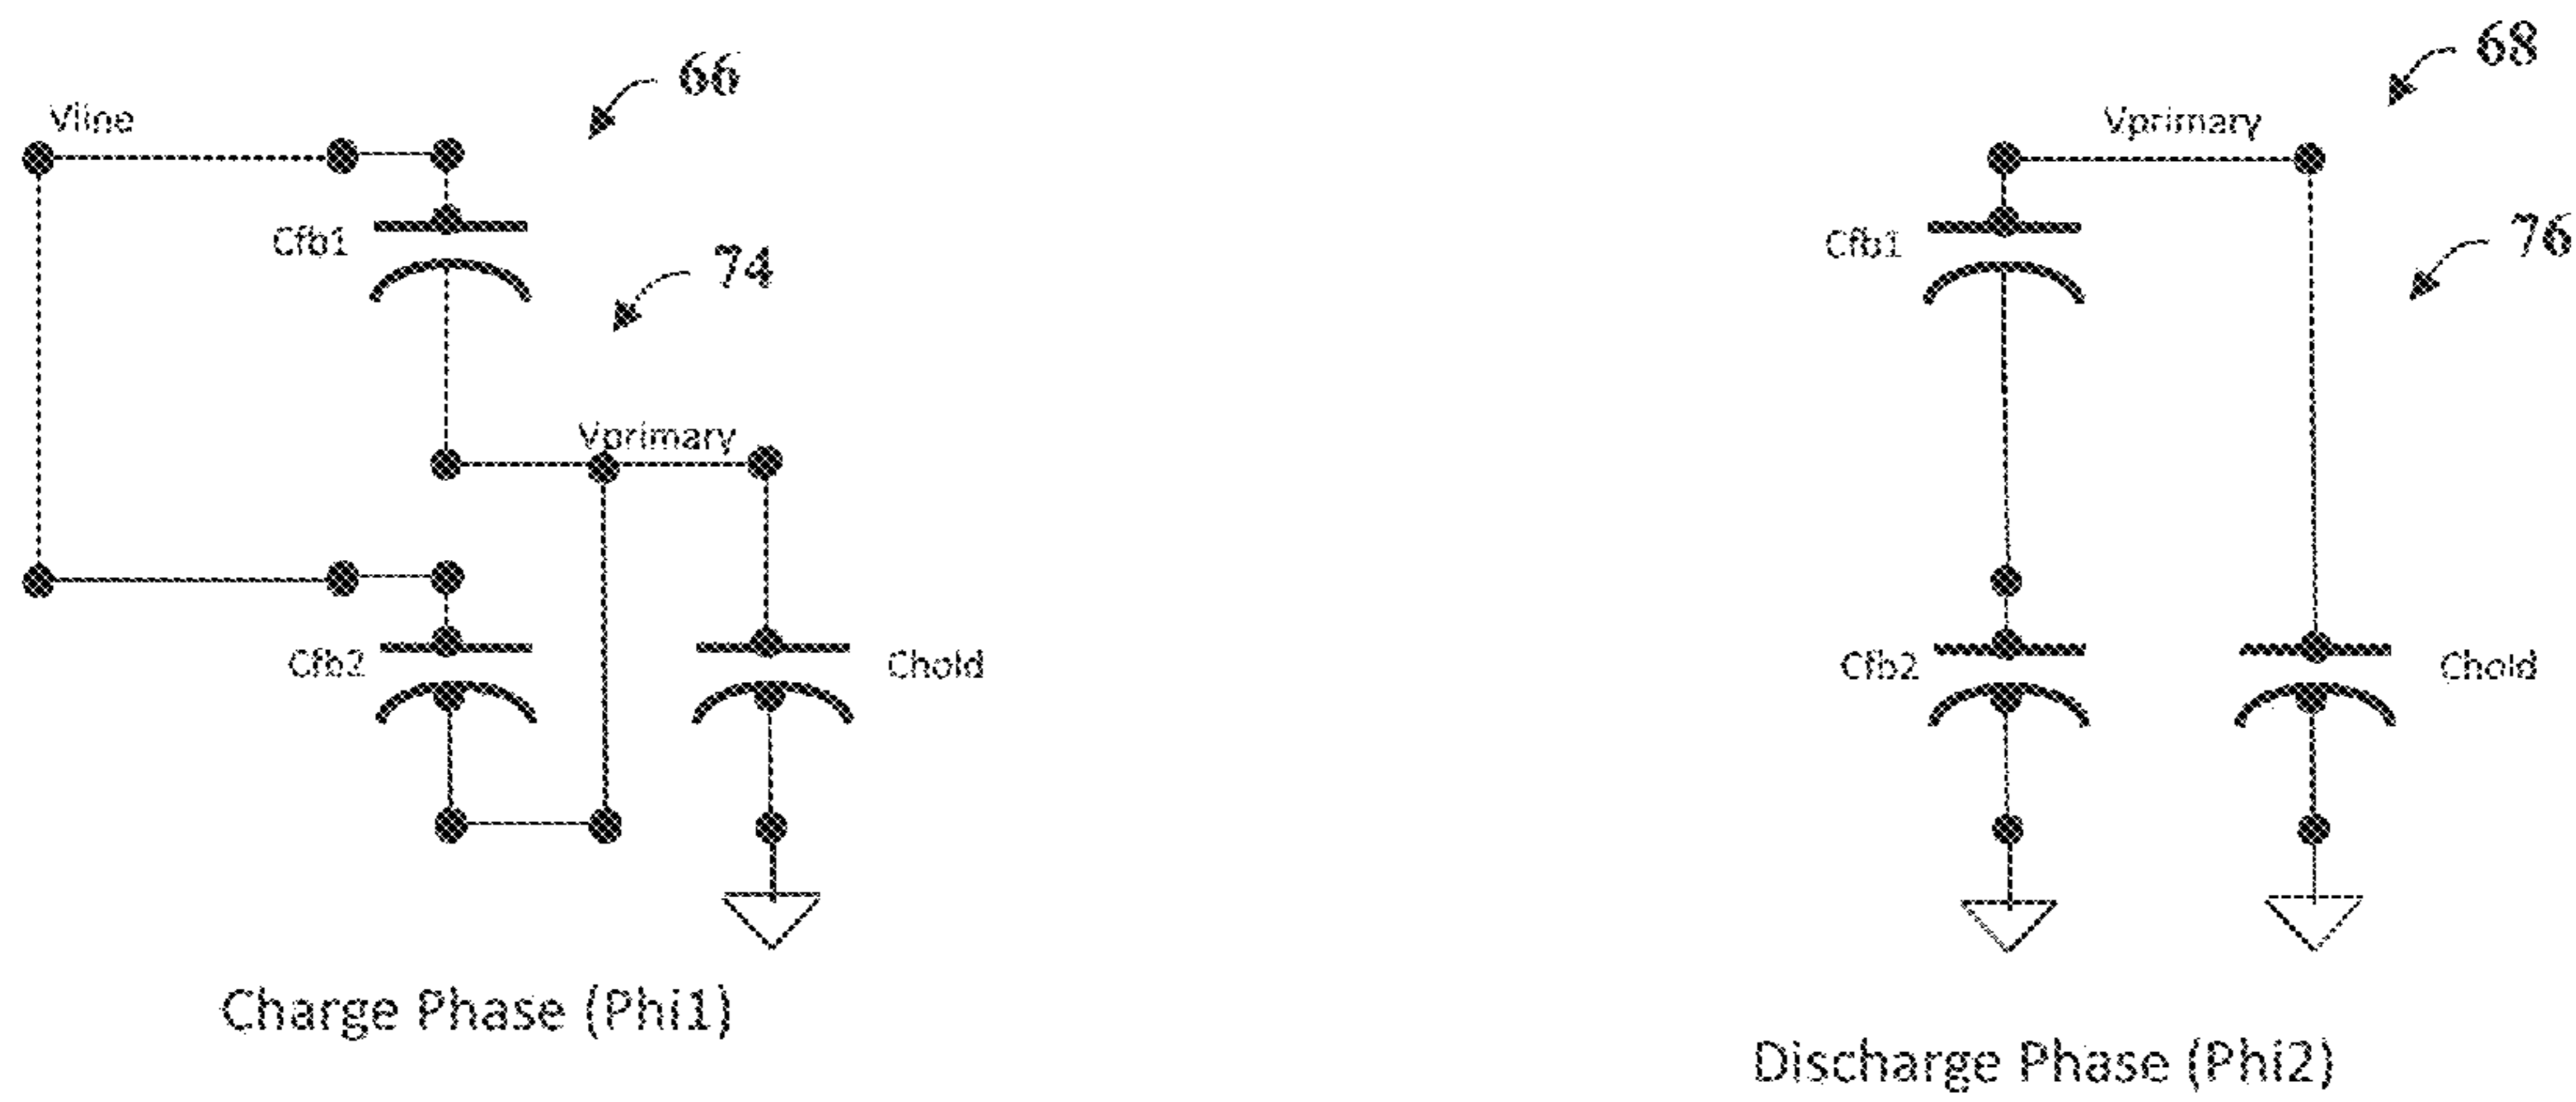 66
Vline
Cfb1
74
Vprimary
Cfb2
Chold
Charge Phase (Phi1)
68
Vprimary
Cfb1
76
Cfb2
Chold
Discharge Phase (Phi2)